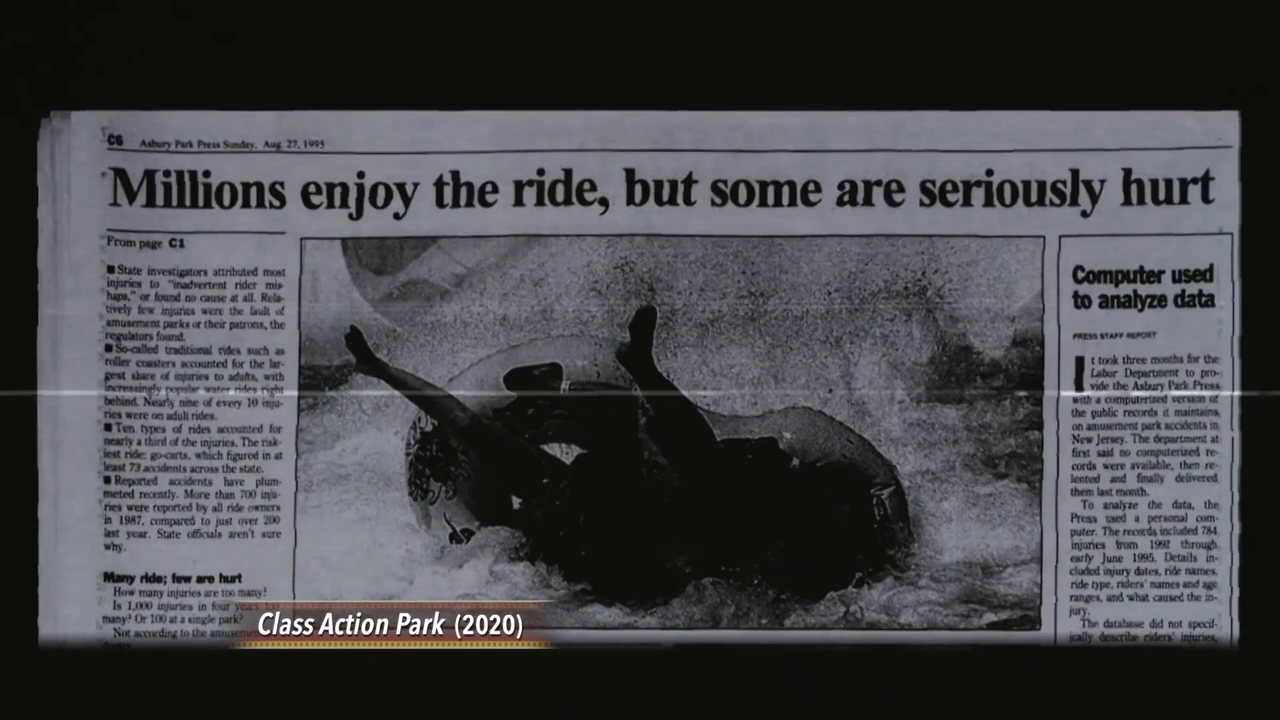 C6 Asbury Park Press Sunday, Aug. 27, 1995
Millions enjoy the ride, but some are seriously hurt
From page C1
■ State investigators attributed most
injuries to "inadvertent rider mis-
haps," or found no cause at all. Rela-
tively few injuries were the fault of
amusement parks or their patrons, the
regulators found.
■ So-called traditional rides such as
roller coasters accounted for the lar-
gest share of injuries to adults, with
increasingly popular water rides right
behind. Nearly nine of every 10 inju-
ries were on adult rides.
■ Ten types of rides accounted for
nearly a third of the injuries. The risk-
iest ride: go-carts, which figured in at
least 73 accidents across the state.
■ Reported accidents have plum-
meted recently. More than 700 inju-
ries were reported by all ride owners
in 1987, compared to just over 200
last year. State officials aren't sure
why.
Many ride; few are hurt
How many injuries are too many?
Is 1,000 injuries in four years
many? Or 100 at a single park?
Not according to the
Computer used
to analyze data
PRESS STAFF REPORT
It took three months for the
Labor Department to pro-
vide the Asbury Park Press
with a computerized version of
the public records it maintains
on amusement park accidents in
New Jersey. The department at
first said no computerized re-
cords were available, then re-
lented and finally delivered
them last month.
To analyze the data, the
Press used a personal com-
puter. The records included 784
injuries from 1992 through
early June 1995. Details in-
cluded injury dates, ride names,
ride type, riders' names and age
ranges, and what caused the in-
jury.
The database did not specif-
ically describe riders' injuries,
Class Action Park (2020)